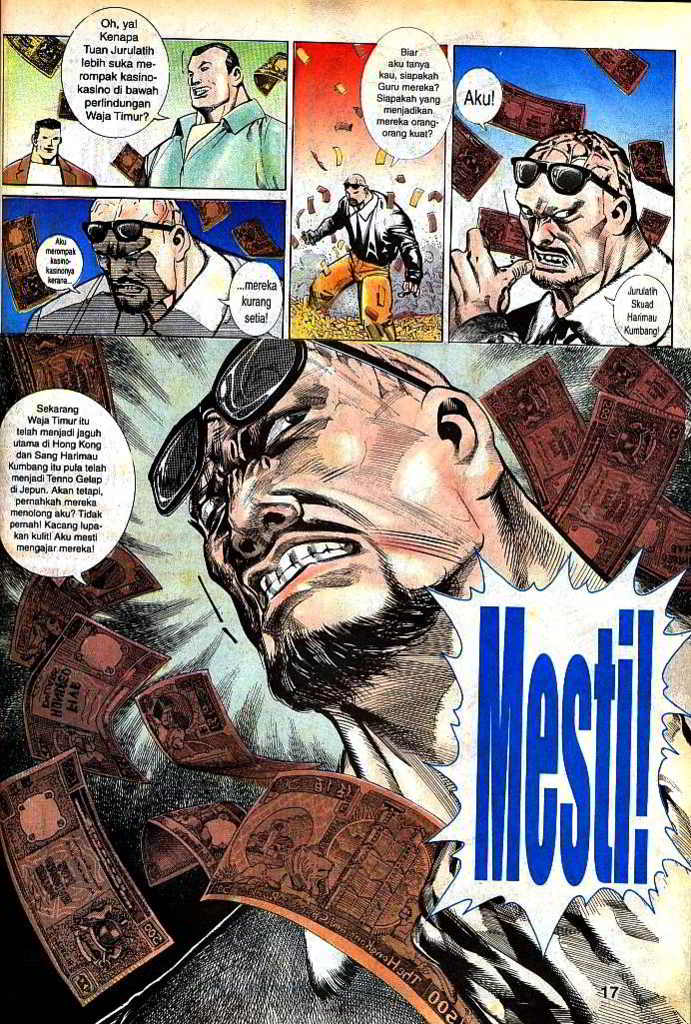 Oh, ya!
Kenapa
Tuan Jurulatih
lebih suka me-
rompak kasino-
kasino di bawah
perlindungan
Waja Timur?
Aku
merompak
kasino-
kasinonya
kerana...
...mereka
kurang
setia!
Biar
aku tanya
kau, siapakah
Guru mereka?
Siapakah yang
menjadikan
mereka orang-
orang kuat?
Aku!
Jurulatih
Skuad
Harimau
Kumbang!
Sekarang
Waja Timur itu
telah menjadi jaguh
utama di Hong Kong
dan Sang Harimau
Kumbang itu pula telah
menjadi Tenno Gelap
di Jepun. Akan tetapi,
pernahkah mereka
menolong aku? Tidak
pernah! Kacang lupa-
kan kulit! Aku mesti
mengajar mereka!
Mesti!
500
500
17